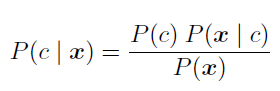 P(c | x) = P(c) P(x | c) / P(x)